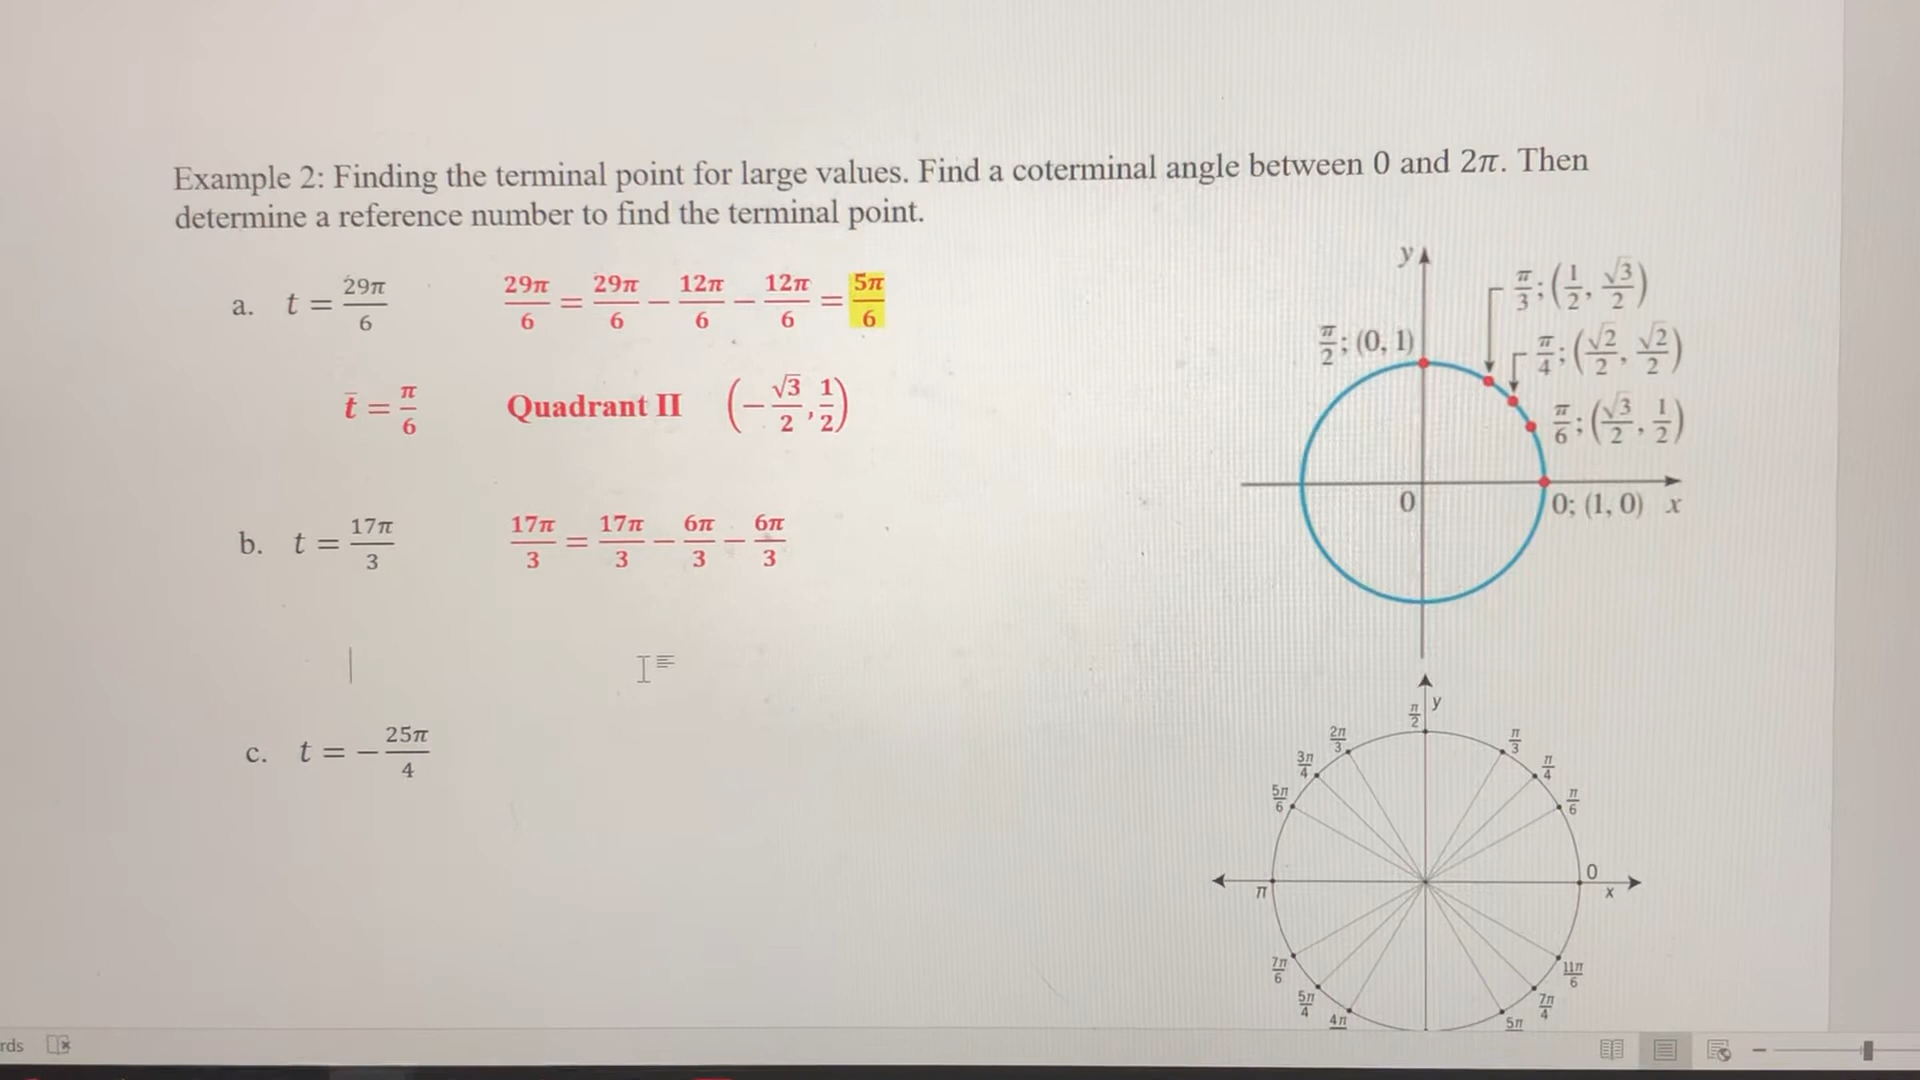 Example 2: Finding the terminal point for large values. Find a coterminal angle between 0 and 2π. Then
determine a reference number to find the terminal point.
a. t = 29π/6
29π/6 = 29π/6 − 12π/6 − 12π/6 = 5π/6
t̄ = π/6 Quadrant II (−√3/2, 1/2)
b. t = 17π/3
17π/3 = 17π/3 − 6π/3 − 6π/3
c. t = −25π/4
y
π/3; (1/2, √3/2)
π/2; (0, 1)
π/4; (√2/2, √2/2)
π/6; (√3/2, 1/2)
0
0; (1, 0) x
y
π/2
2π/3
π/3
3π/4
π/4
5π/6
π/6
π
0
x
7π/6
11π/6
5π/4
7π/4
4π
5π
rds